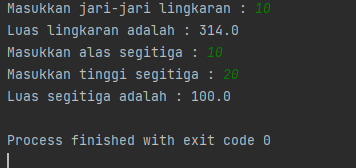 Masukkan jari-jari lingkaran : 10
Luas lingkaran adalah : 314.0
Masukkan alas segitiga : 10
Masukkan tinggi segitiga : 20
Luas segitiga adalah : 100.0
Process finished with exit code 0